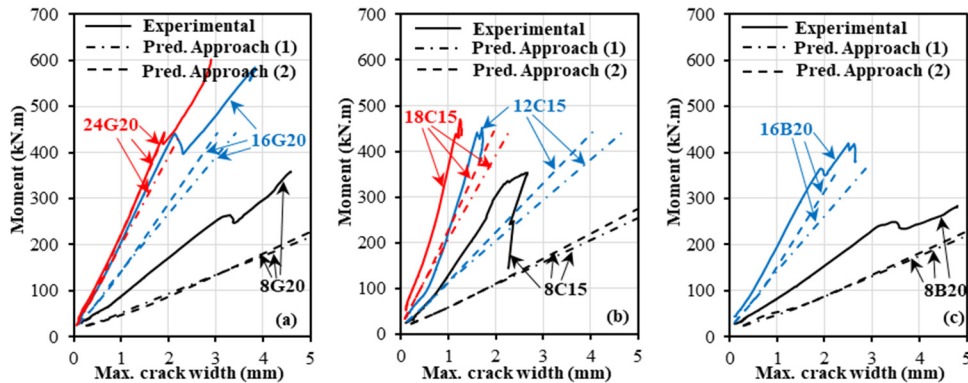 700
600
500
400
300
200
100
0
Moment (kN.m)
Experimental
Pred. Approach (1)
Pred. Approach (2)
24G20
16G20
8G20
(a)
0 1 2 3 4 5
Max. crack width (mm)
700
600
500
400
300
200
100
0
Moment (kN.m)
Experimental
Pred. Approach (1)
Pred. Approach (2)
18C15
12C15
8C15
(b)
0 1 2 3 4 5
Max. crack width (mm)
700
600
500
400
300
200
100
0
Moment (kN.m)
Experimental
Pred. Approach (1)
Pred. Approach (2)
16B20
8B20
(c)
0 1 2 3 4 5
Max. crack width (mm)